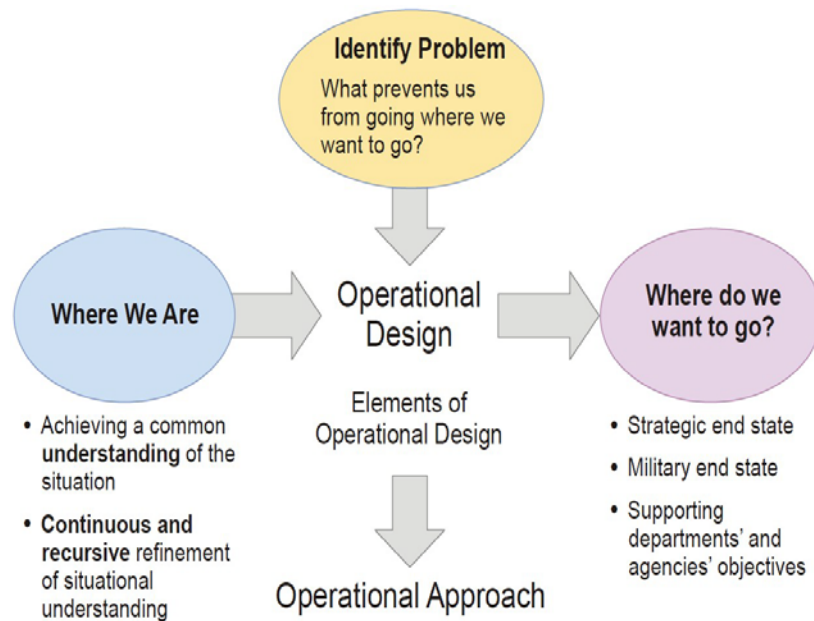 Identify Problem
What prevents us
from going where we
want to go?
Where We Are
Operational
Design
Where do we
want to go?
• Achieving a common
understanding of the
situation
• Continuous and
recursive refinement
of situational
understanding
Elements of
Operational Design
• Strategic end state
• Military end state
• Supporting
departments’ and
agencies’ objectives
Operational Approach